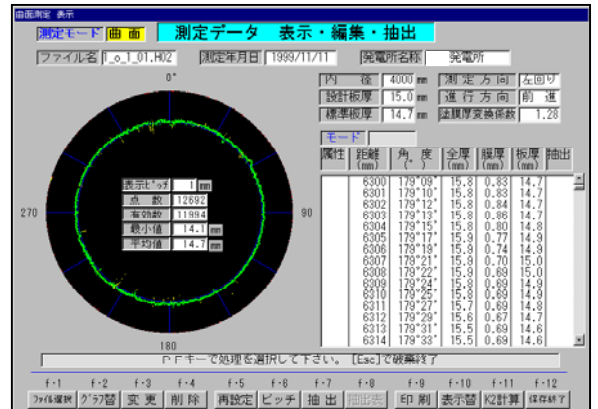 曲面測定 表示
測定モード 曲 面 測定データ 表示・編集・抽出
ファイル名 1_o_1_01.H02 測定年月日 1999/11/11 発電所名称 発電所
内 径 4000 mm 測 定 方 向 左回り
設計板厚 15.0 mm 進 行 方 向 前 進
標準板厚 14.7 mm 塗膜厚変換係数 1.28
モード
属性 距離(mm) 角 度(° ) 全厚(mm) 膜厚(mm) 板厚(mm) 抽出
6300 179°09' 15.8 0.83 14.7
6301 179°10' 15.8 0.83 14.7
6302 179°12' 15.8 0.84 14.7
6303 179°13' 15.8 0.86 14.7
6304 179°15' 15.8 0.80 14.8
6305 179°17' 15.9 0.77 14.9
6306 179°19' 15.9 0.74 14.9
6307 179°21' 15.9 0.70 15.0
6308 179°22' 15.9 0.69 15.0
6309 179°24' 15.8 0.69 14.9
6310 179°25' 15.8 0.69 14.9
6311 179°27' 15.7 0.69 14.8
6312 179°29' 15.6 0.67 14.7
6313 179°31' 15.5 0.69 14.6
6314 179°33' 15.5 0.69 14.6
0°
270
90
180
表示ピッチ 1 mm
点 数 12692
有効数 11994
最小値 14.1 mm
平均値 14.7 mm
ＰＦキーで処理を選択して下さい。 [Esc]で破棄終了
f・1 f・2 f・3 f・4 f・5 f・6 f・7 f・8 f・9 f・10 f・11 f・12
ファイル選択 グラフ替 変 更 削 除 再設定 ピッチ 抽 出 抽出表 印 刷 表示替 K2計算 保存終了